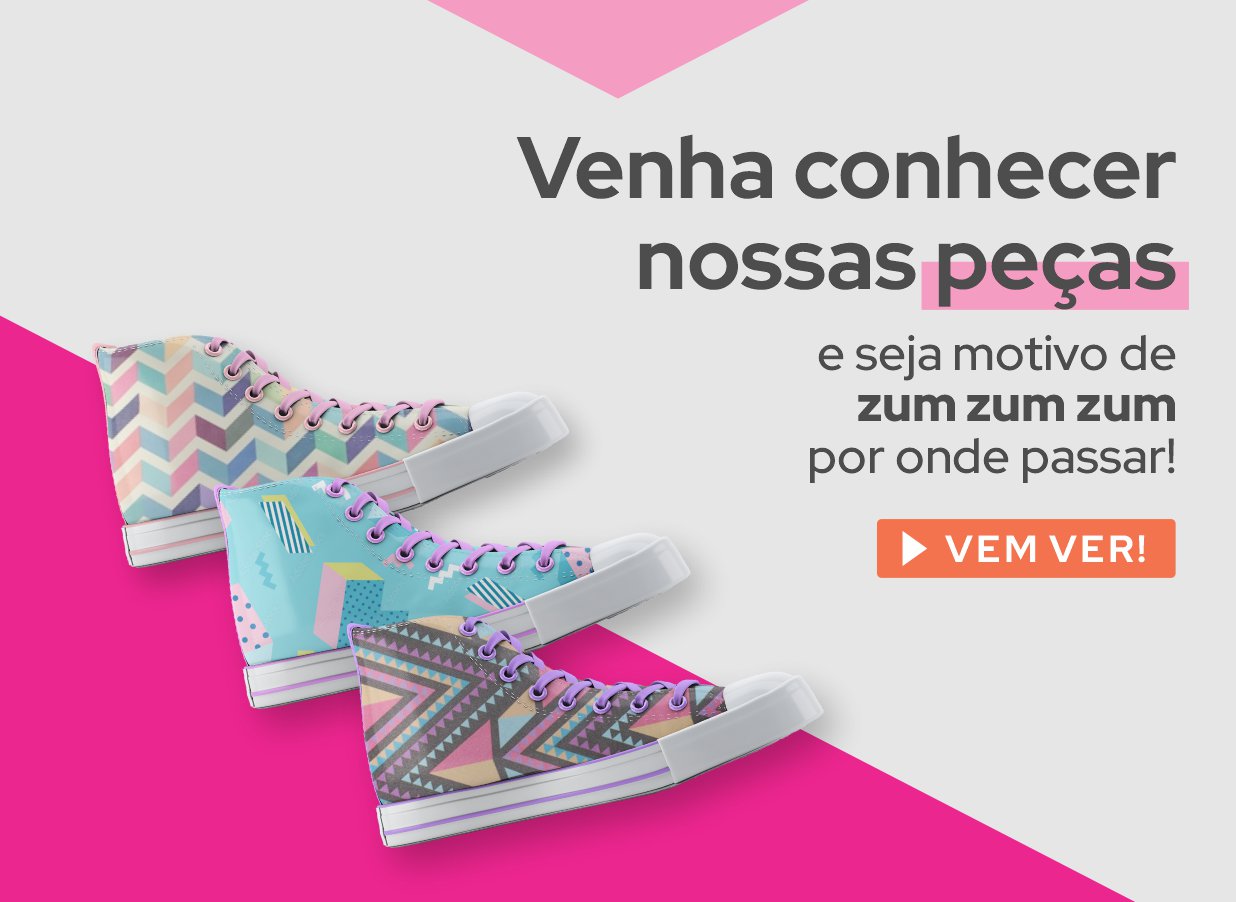 Venha conhecer
nossas peças
e seja motivo de
zum zum zum
por onde passar!
VEM VER!